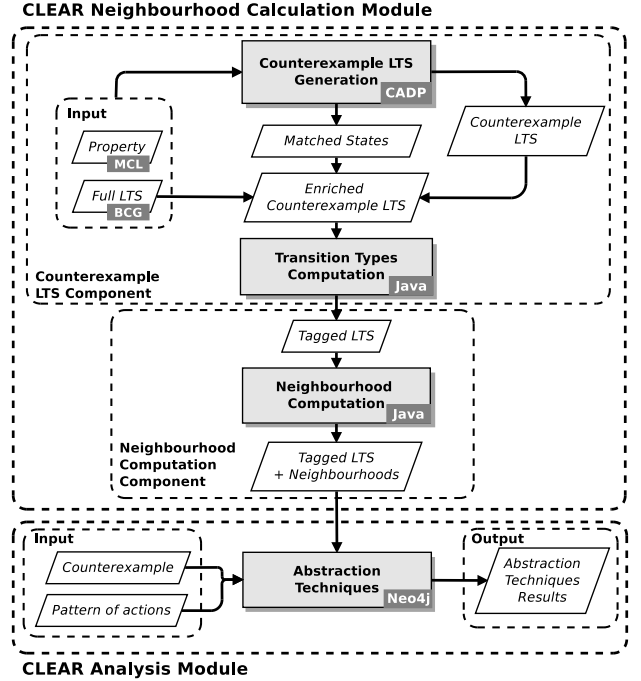 CLEAR Neighbourhood Calculation Module
Counterexample LTS
Generation
CADP
Input
Property
MCL
Full LTS
BCG
Matched States
Counterexample
LTS
Enriched
Counterexample LTS
Transition Types
Computation
Java
Counterexample
LTS Component
Tagged LTS
Neighbourhood
Computation
Java
Neighbourhood
Computation
Component
Tagged LTS
+ Neighbourhoods
Input
Counterexample
Pattern of actions
Abstraction
Techniques
Neo4j
Output
Abstraction
Techniques
Results
CLEAR Analysis Module